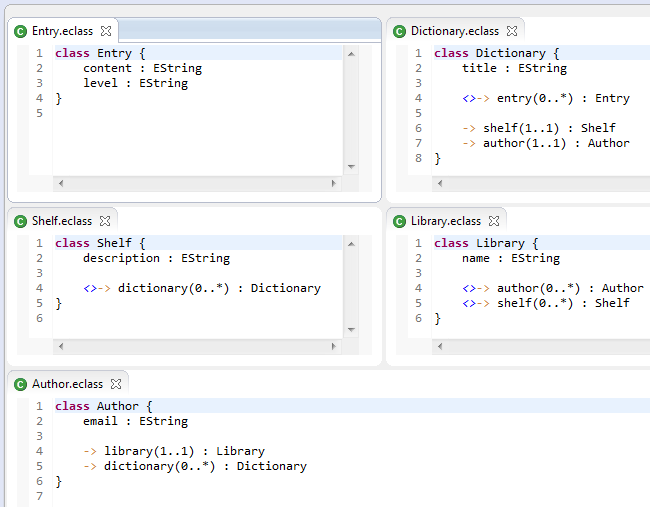 Entry.eclass
1 class Entry {
2     content : EString
3     level : EString
4 }
5
Dictionary.eclass
1 class Dictionary {
2     title : EString
3
4     <>-> entry(0..*) : Entry
5
6     -> shelf(1..1) : Shelf
7     -> author(1..1) : Author
8 }
Shelf.eclass
1 class Shelf {
2     description : EString
3
4     <>-> dictionary(0..*) : Dictionary
5 }
6
Library.eclass
1 class Library {
2     name : EString
3
4     <>-> author(0..*) : Author
5     <>-> shelf(0..*) : Shelf
6 }
Author.eclass
1 class Author {
2     email : EString
3
4     -> library(1..1) : Library
5     -> dictionary(0..*) : Dictionary
6 }
7